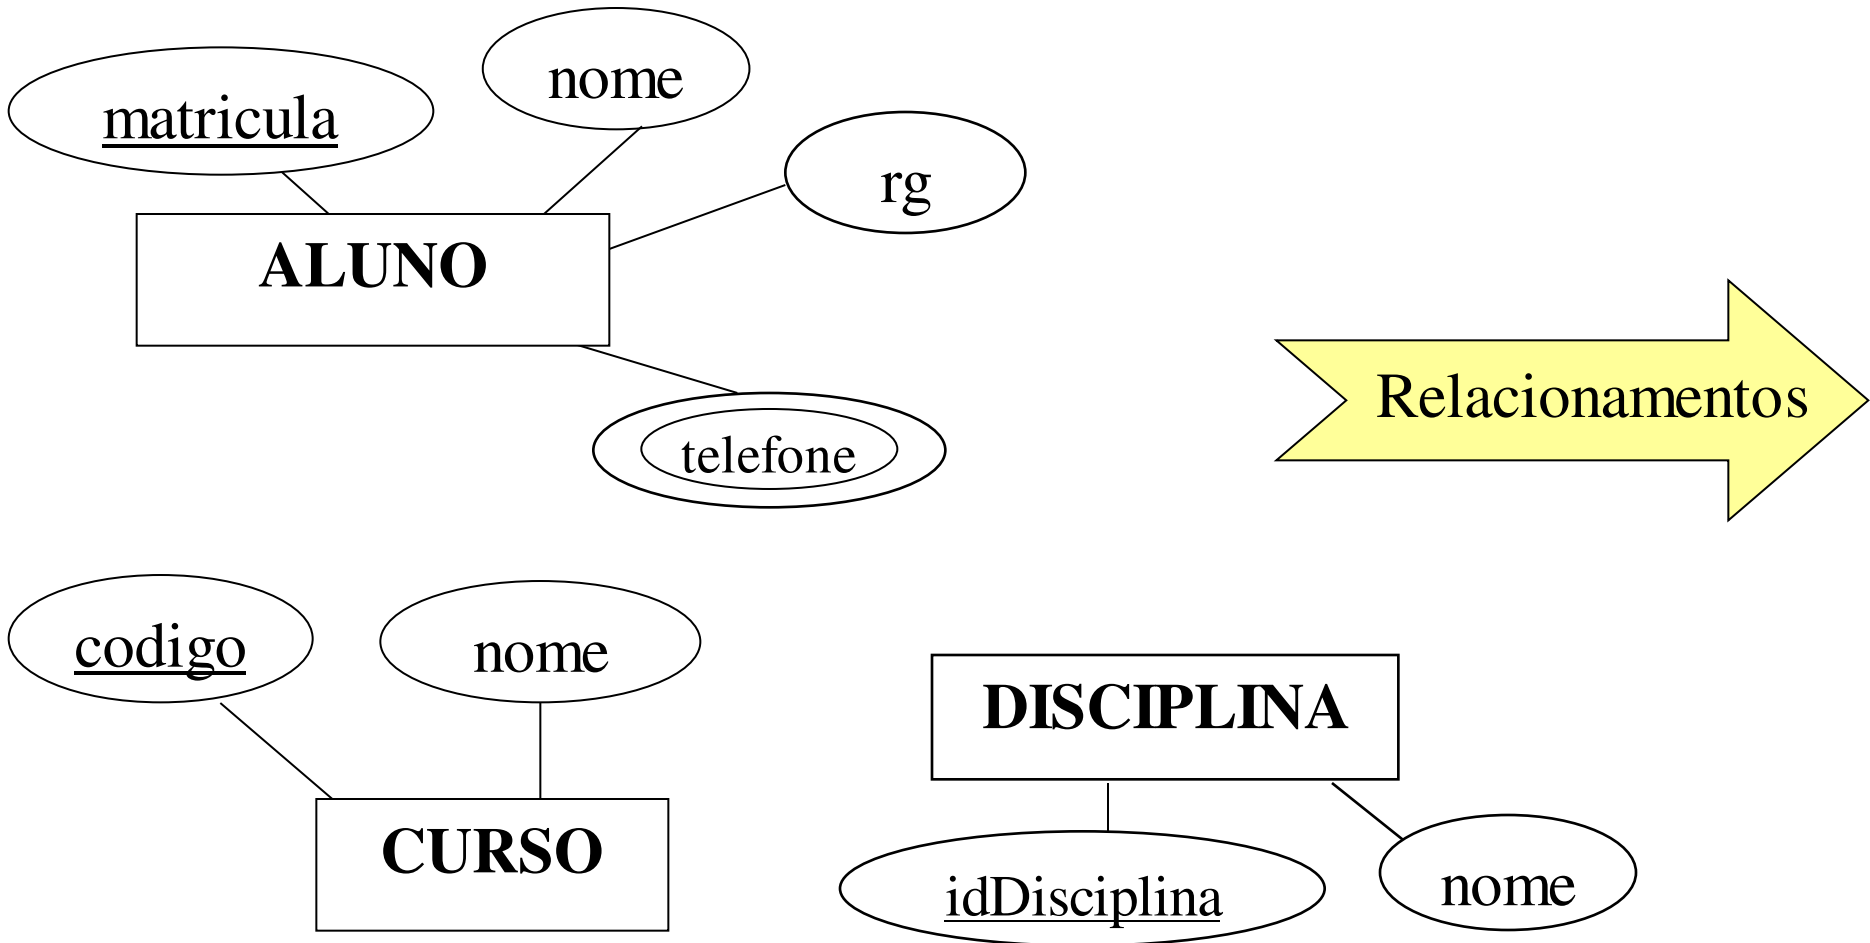 nome
matricula
rg
ALUNO
Relacionamentos
telefone
codigo
nome
DISCIPLINA
CURSO
idDisciplina
nome